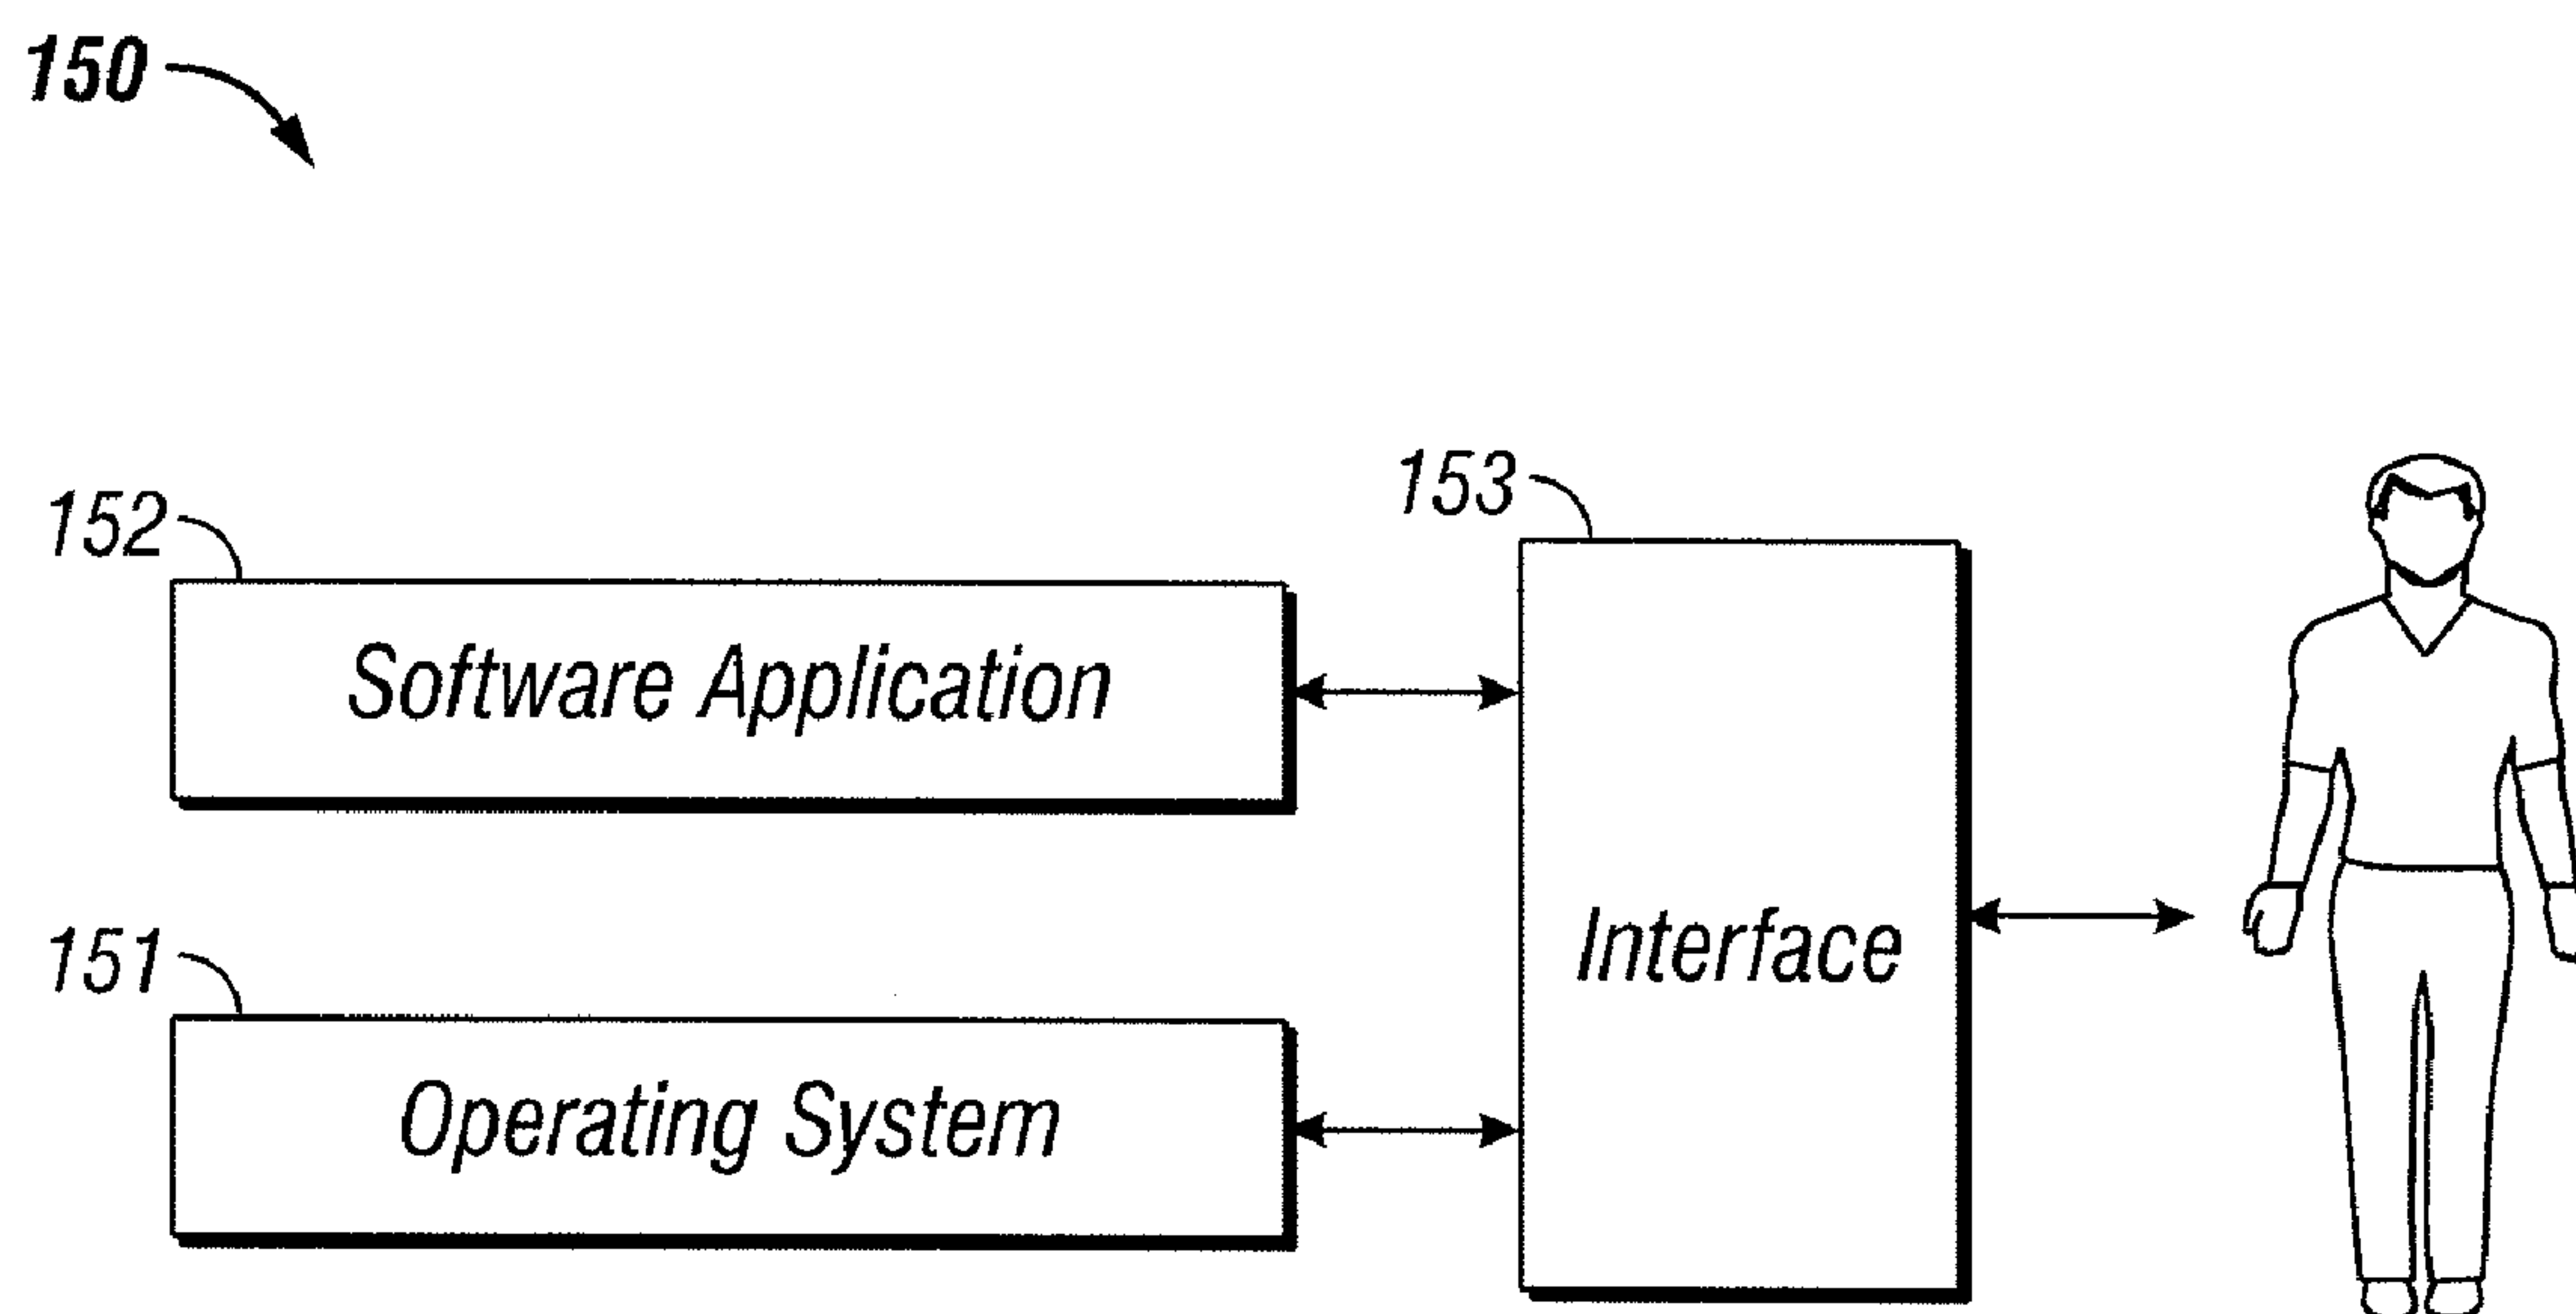 150
152
153
Software Application
Interface
151
Operating System